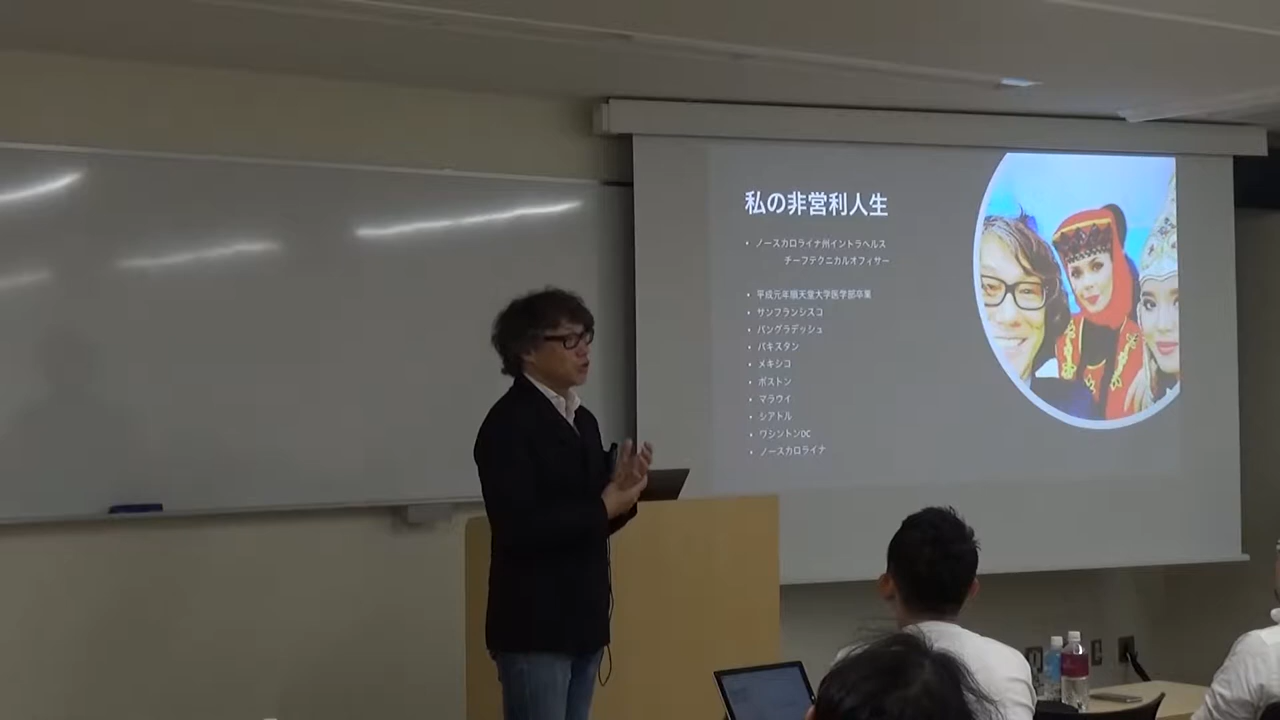 私の非営利人生
• ノースカロライナ州イントラヘルス
チーフテクニカルオフィサー
• 平成元年順天堂大学医学部卒業
• サンフランシスコ
• バングラデッシュ
• パキスタン
• メキシコ
• ボストン
• マラウイ
• シアトル
• ワシントンDC
• ノースカロライナ